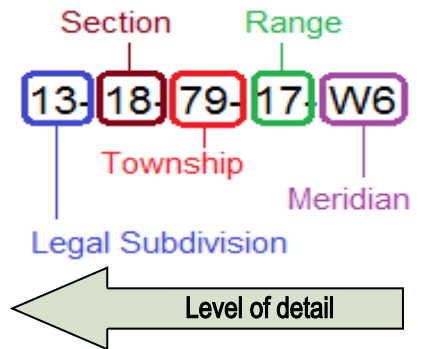 Section Range
13-18-79-17-W6
Township
Meridian
Legal Subdivision
Level of detail